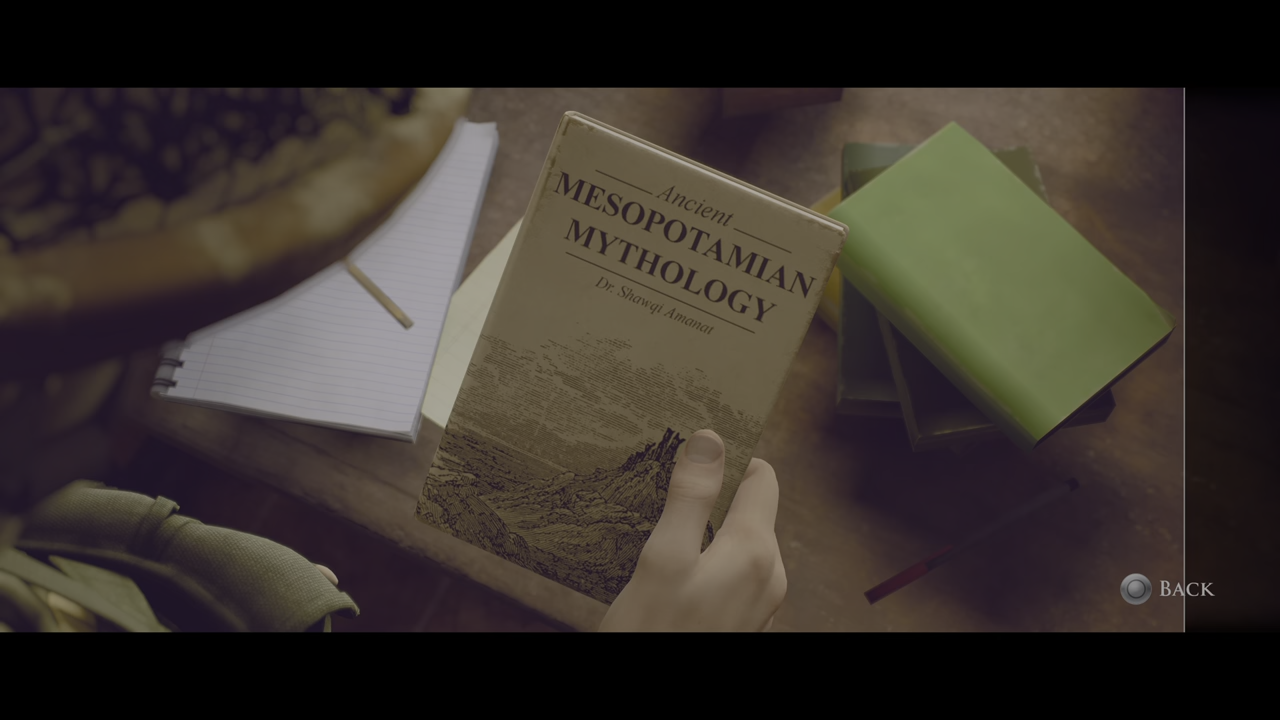 Ancient
MESOPOTAMIAN
MYTHOLOGY
Dr. Shawqi Amanat
BACK